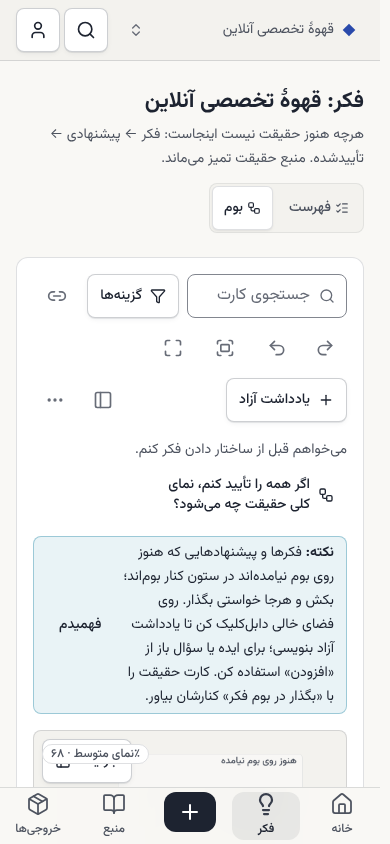 قهوهٔ تخصصی آنلاین
فکر: قهوهٔ تخصصی آنلاین
هرچه هنوز حقیقت نیست اینجاست: فکر ← پیشنهادی ←
تأییدشده. منبع حقیقت تمیز می‌ماند.
فهرست
بوم
جستجوی کارت
گزینه‌ها
یادداشت آزاد
می‌خواهم قبل از ساختار دادن فکر کنم.
اگر همه را تأیید کنم، نمای
کلی حقیقت چه می‌شود؟
نکته: فکرها و پیشنهادهایی که هنوز
روی بوم نیامده‌اند در ستون کنار بوم‌اند؛
بکش و هرجا خواستی بگذار. روی
فضای خالی دابل‌کلیک کن تا یادداشت
آزاد بنویسی؛ برای ایده یا سؤال باز از
«افزودن» استفاده کن. کارت حقیقت را
با «بگذار در بوم فکر» کنارشان بیاور.
فهمیدم
هنوز روی بوم نیامده
نمای متوسط · ۶۸٪
خانه
فکر
منبع
خروجی‌ها